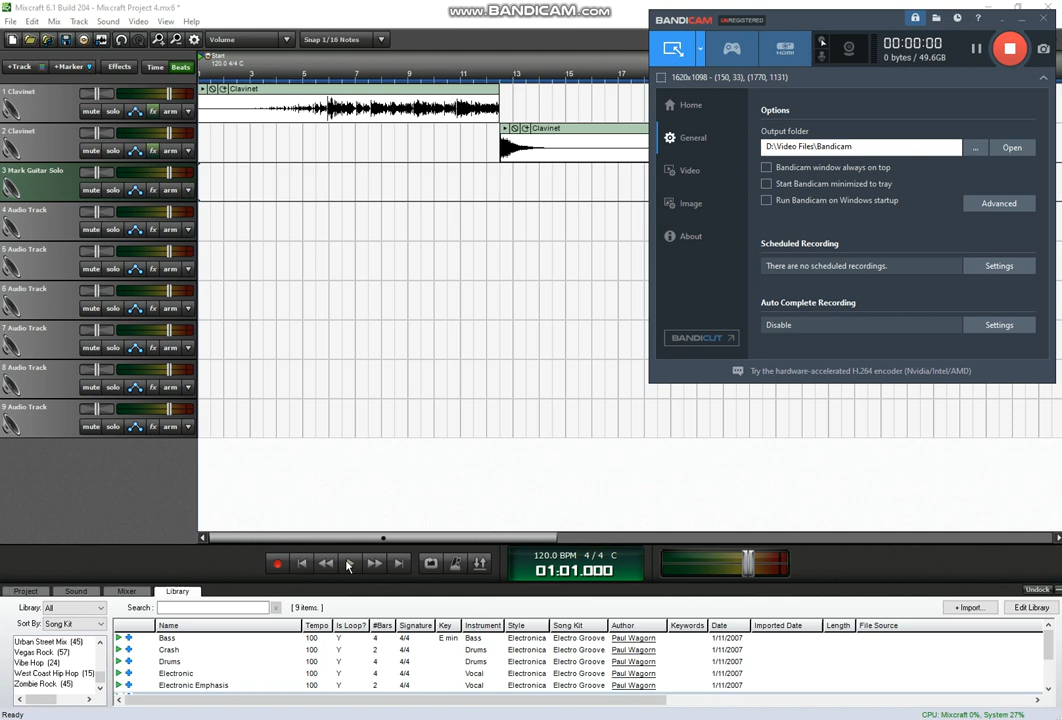 Mixcraft 6.1 Build 204 - Mixcraft Project 4.mx6 *
www.BANDICAM.com
File Edit Mix Track Sound Video View Help
Volume
Snap 1/16 Notes
+Track +Marker Effects Time Beats
Start
120.0 4/4 C
1 3 5 7 9 11 13 15 17
1 Clavinet
mute solo fx arm
Clavinet
2 Clavinet
mute solo fx arm
Clavinet
3 Mark Guitar Solo
mute solo fx arm
4 Audio Track
mute solo fx arm
5 Audio Track
mute solo fx arm
6 Audio Track
mute solo fx arm
7 Audio Track
mute solo fx arm
8 Audio Track
mute solo fx arm
9 Audio Track
mute solo fx arm
BANDICAM UNREGISTERED
HDMI
00:00:00
0 bytes / 49.6GB
1620x1098 - (150, 33), (1770, 1131)
Home
General
Video
Image
About
BANDICUT
Options
Output folder
D:\Video Files\Bandicam
... Open
Bandicam window always on top
Start Bandicam minimized to tray
Run Bandicam on Windows startup
Advanced
Scheduled Recording
There are no scheduled recordings. Settings
Auto Complete Recording
Disable Settings
Try the hardware-accelerated H.264 encoder (Nvidia/Intel/AMD)
120.0 BPM 4 / 4 C
01:01.000
Project Sound Mixer Library
Undock
Library: All Search : [ 9 items. ] +Import... Edit Library
Sort By: Song Kit
Urban Street Mix (45)
Vegas Rock (57)
Vibe Hop (24)
West Coast Hip Hop (15)
Zombie Rock (45)
Name Tempo Is Loop? #Bars Signature Key Instrument Style Song Kit Author Keywords Date Imported Date Length File Source
Bass 100 Y 4 4/4 E min Bass Electronica Electro Groove Paul Wagorn 1/11/2007
Crash 100 Y 2 4/4 Drums Electronica Electro Groove Paul Wagorn 1/11/2007
Drums 100 Y 4 4/4 Drums Electronica Electro Groove Paul Wagorn 1/11/2007
Electronic 100 Y 4 4/4 Vocal Electronica Electro Groove Paul Wagorn 1/11/2007
Electronic Emphasis 100 Y 2 4/4 Vocal Electronica Electro Groove Paul Wagorn 1/11/2007
Ready
CPU: Mixcraft 0%, System 27%